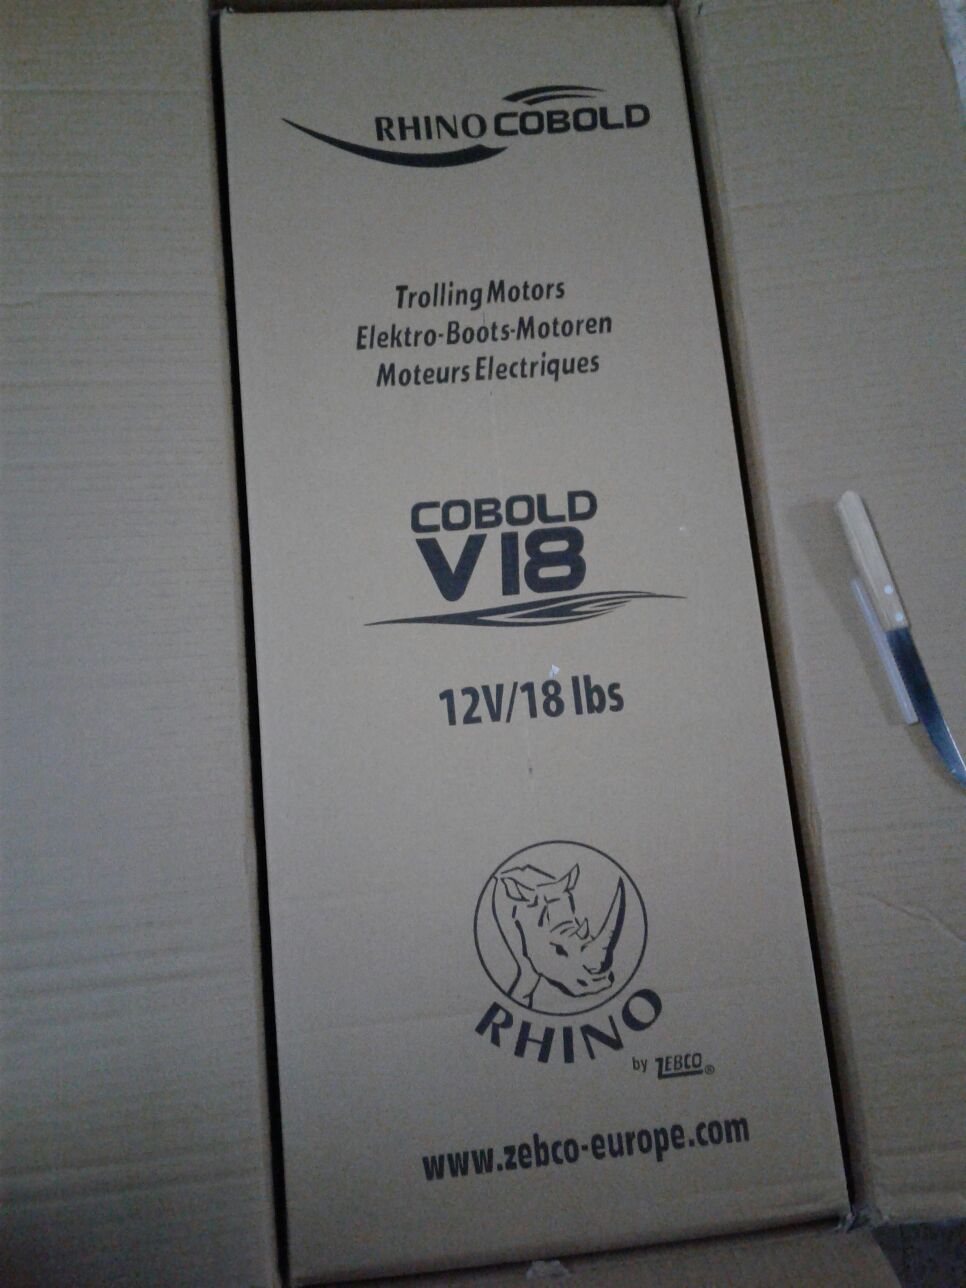 RHINO COBOLD
Trolling Motors
Elektro-Boots-Motoren
Moteurs Electriques
COBOLD
V18
12V/18 lbs
RHINO
by ZEBCO®
www.zebco-europe.com